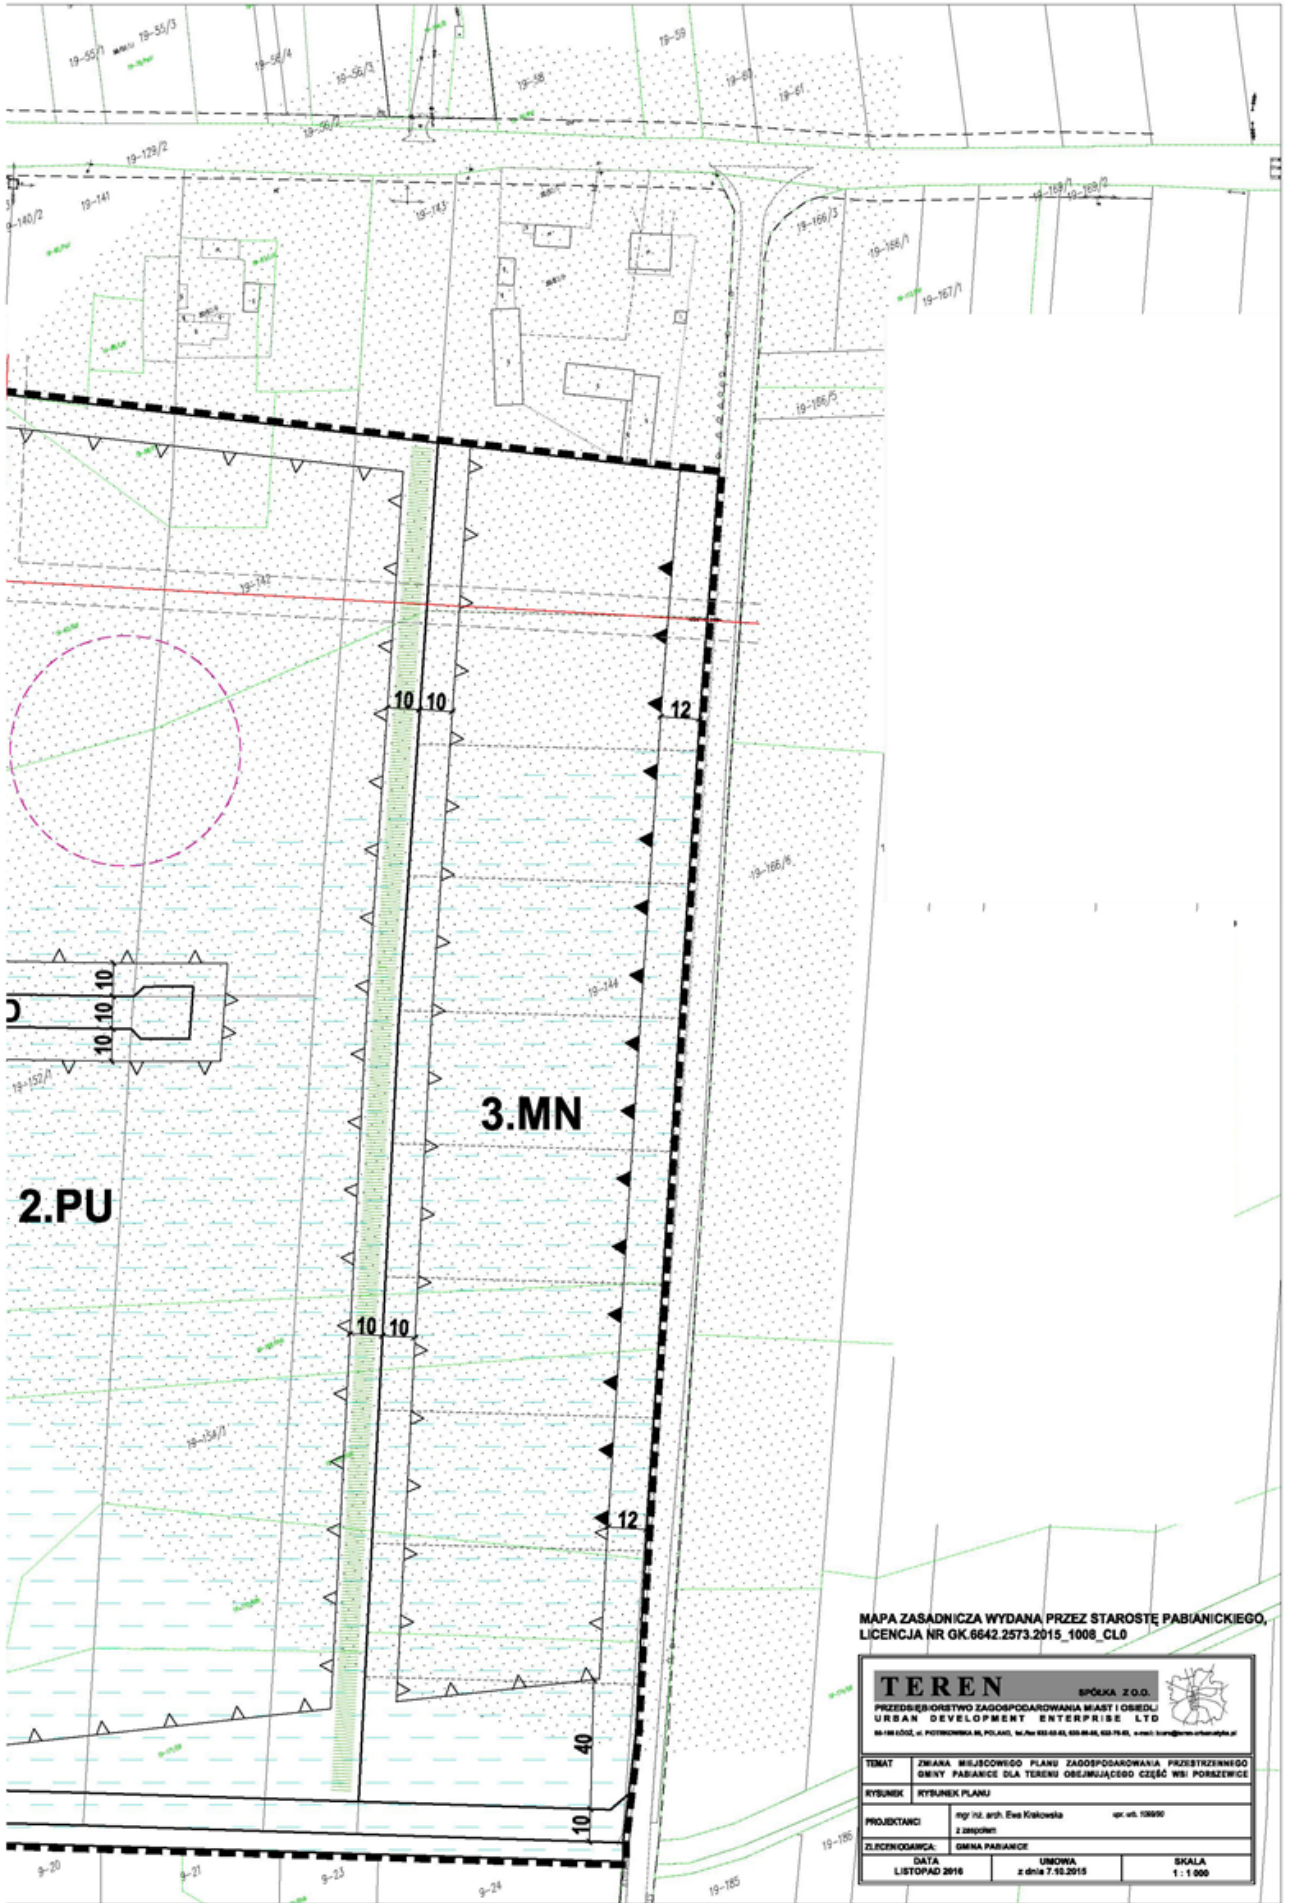 19-55/1
19-55/3
19-56/4
19-56/3
19-58
19-59
19-60
19-61
19-56/2
19-129/2
19-140/2
19-141
19-143
19-166/3
19-166/1
19-167/1
19-169/1
19-169/2
19-166/5
19-142
10 10
12
19-166/6
19-144
10
10
10
D
19-152/1
3.MN
2.PU
10 10
19-154/1
12
40
10
9-20
9-21
9-23
9-24
19-185
19-186
MAPA ZASADNICZA WYDANA PRZEZ STAROSTĘ PABIANICKIEGO,
LICENCJA NR GK.6642.2573.2015_1008_CL0
TEREN SPÓŁKA Z O.O.
PRZEDSIĘBIORSTWO ZAGOSPODAROWANIA MIAST I OSIEDLI
URBAN DEVELOPMENT ENTERPRISE LTD
TEMAT ZMIANA MIEJSCOWEGO PLANU ZAGOSPODAROWANIA PRZESTRZENNEGO
GMINY PABIANICE DLA TERENU OBEJMUJĄCEGO CZĘŚĆ WSI PORSZEWICE
RYSUNEK RYSUNEK PLANU
PROJEKTANCI mgr inż. arch. Ewa Krakowska
z zespołem
ZLECENIODAWCA: GMINA PABIANICE
DATA UMOWA SKALA
LISTOPAD 2016 z dnia 7.10.2015 1 : 1 000